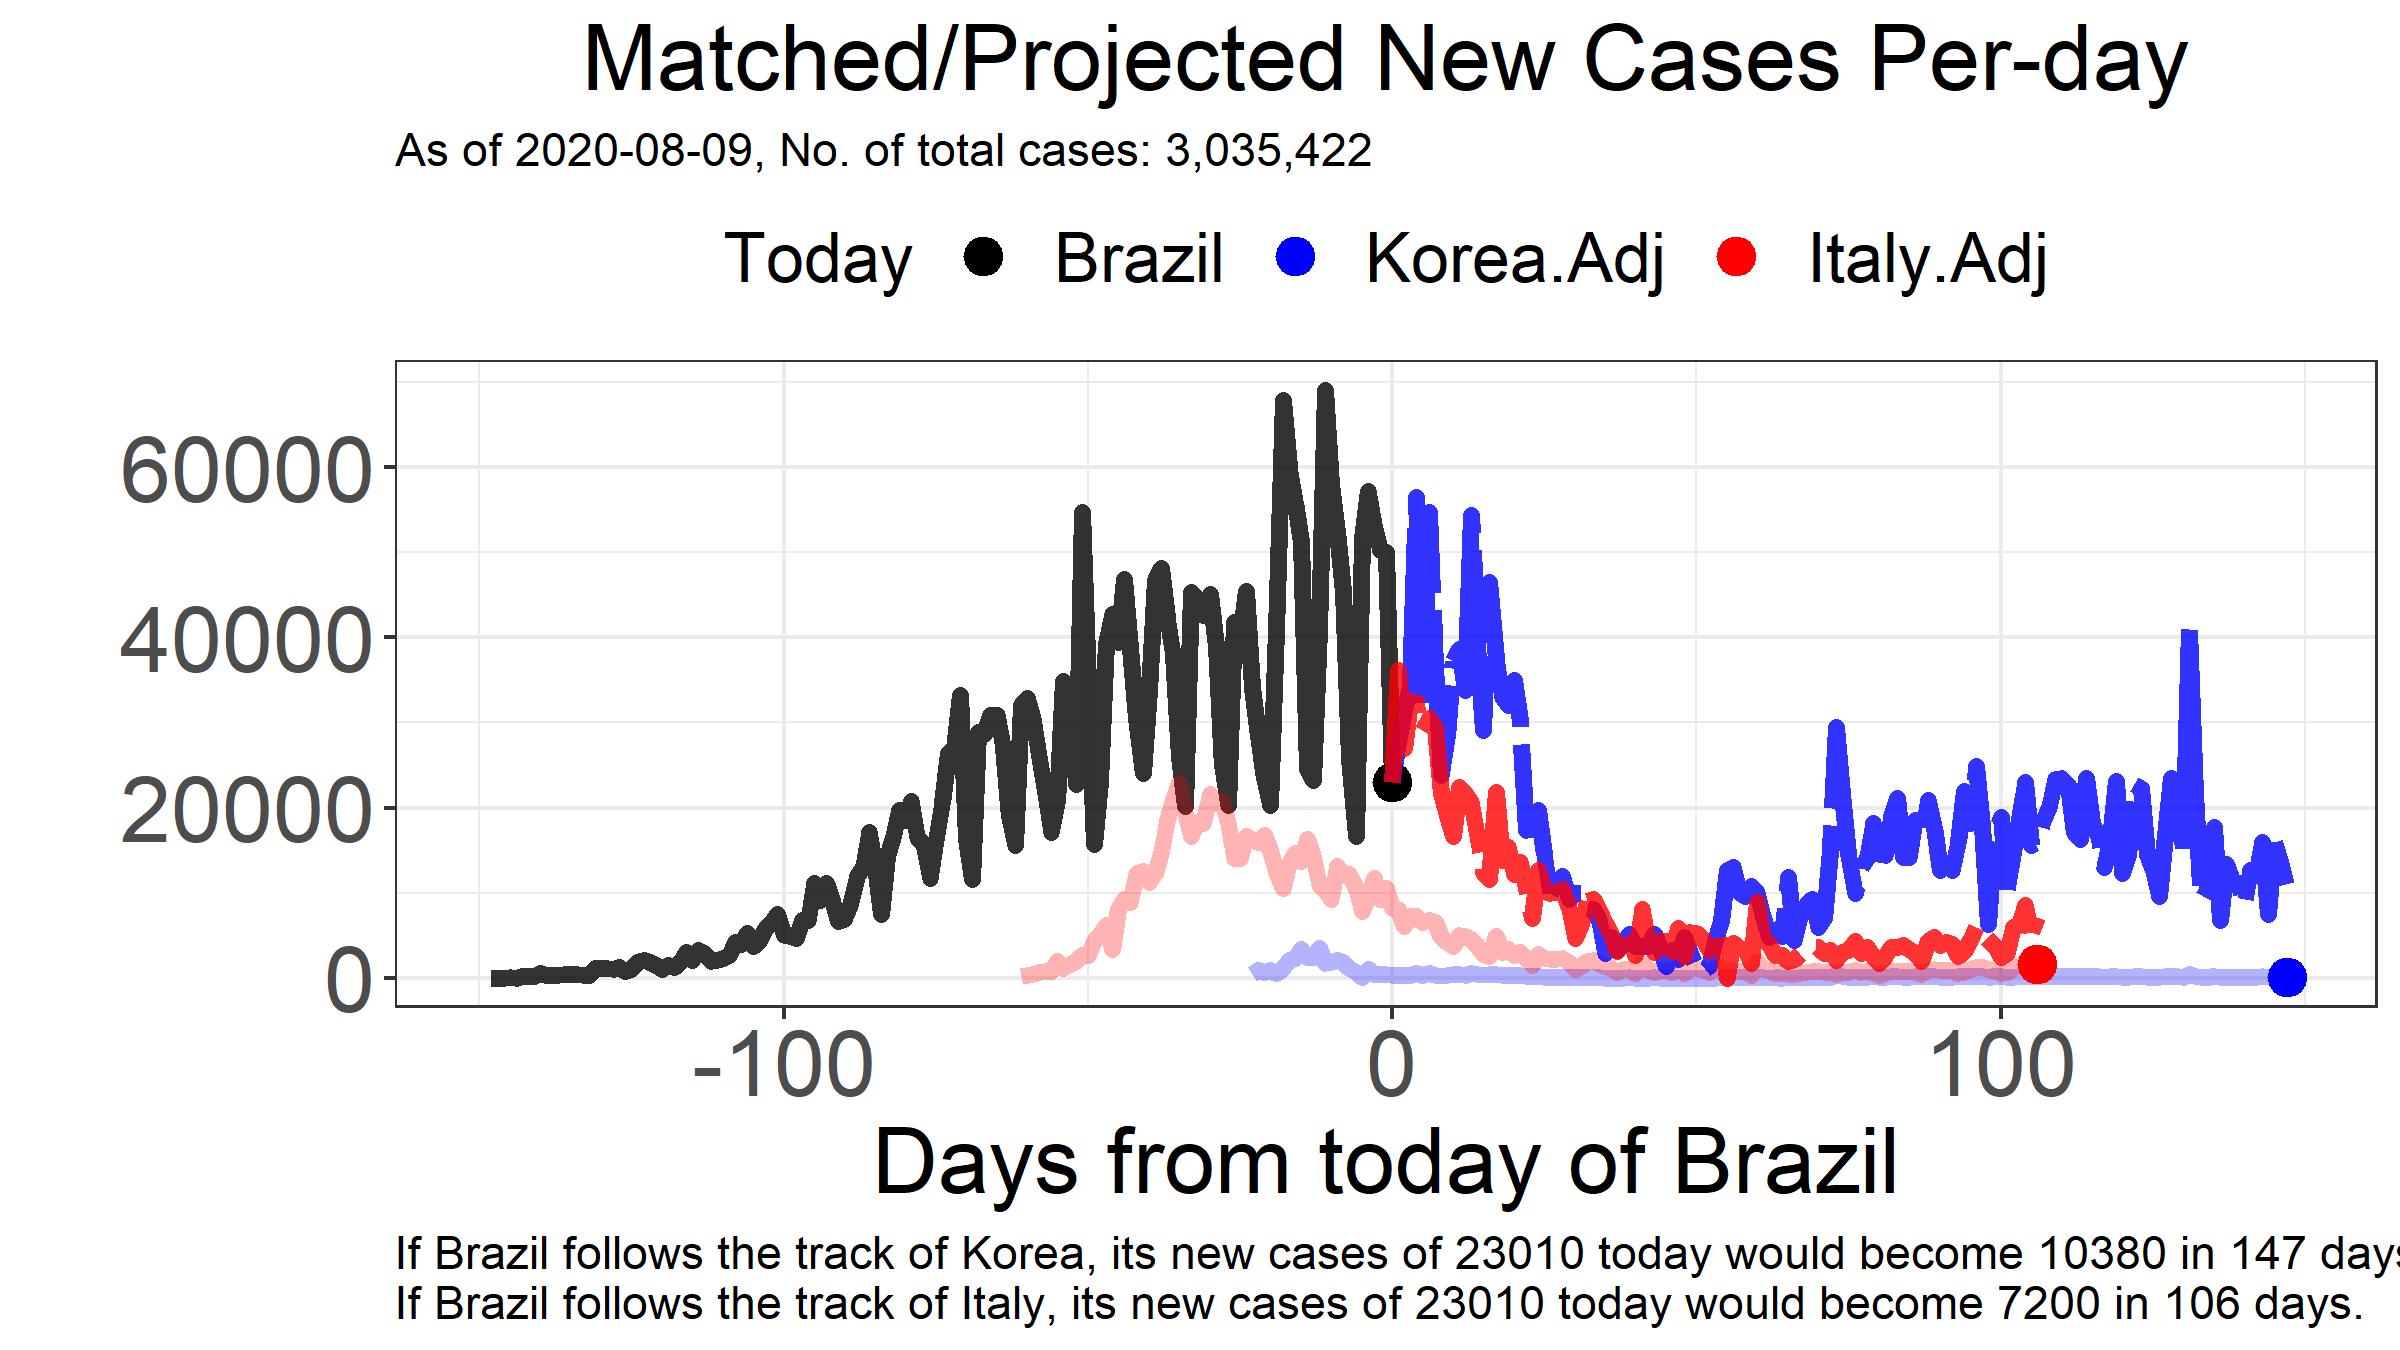 Matched/Projected New Cases Per-day
As of 2020-08-09, No. of total cases: 3,035,422
Today Brazil Korea.Adj Italy.Adj
60000
40000
20000
0
-100 0 100
Days from today of Brazil
If Brazil follows the track of Korea, its new cases of 23010 today would become 10380 in 147 days
If Brazil follows the track of Italy, its new cases of 23010 today would become 7200 in 106 days.